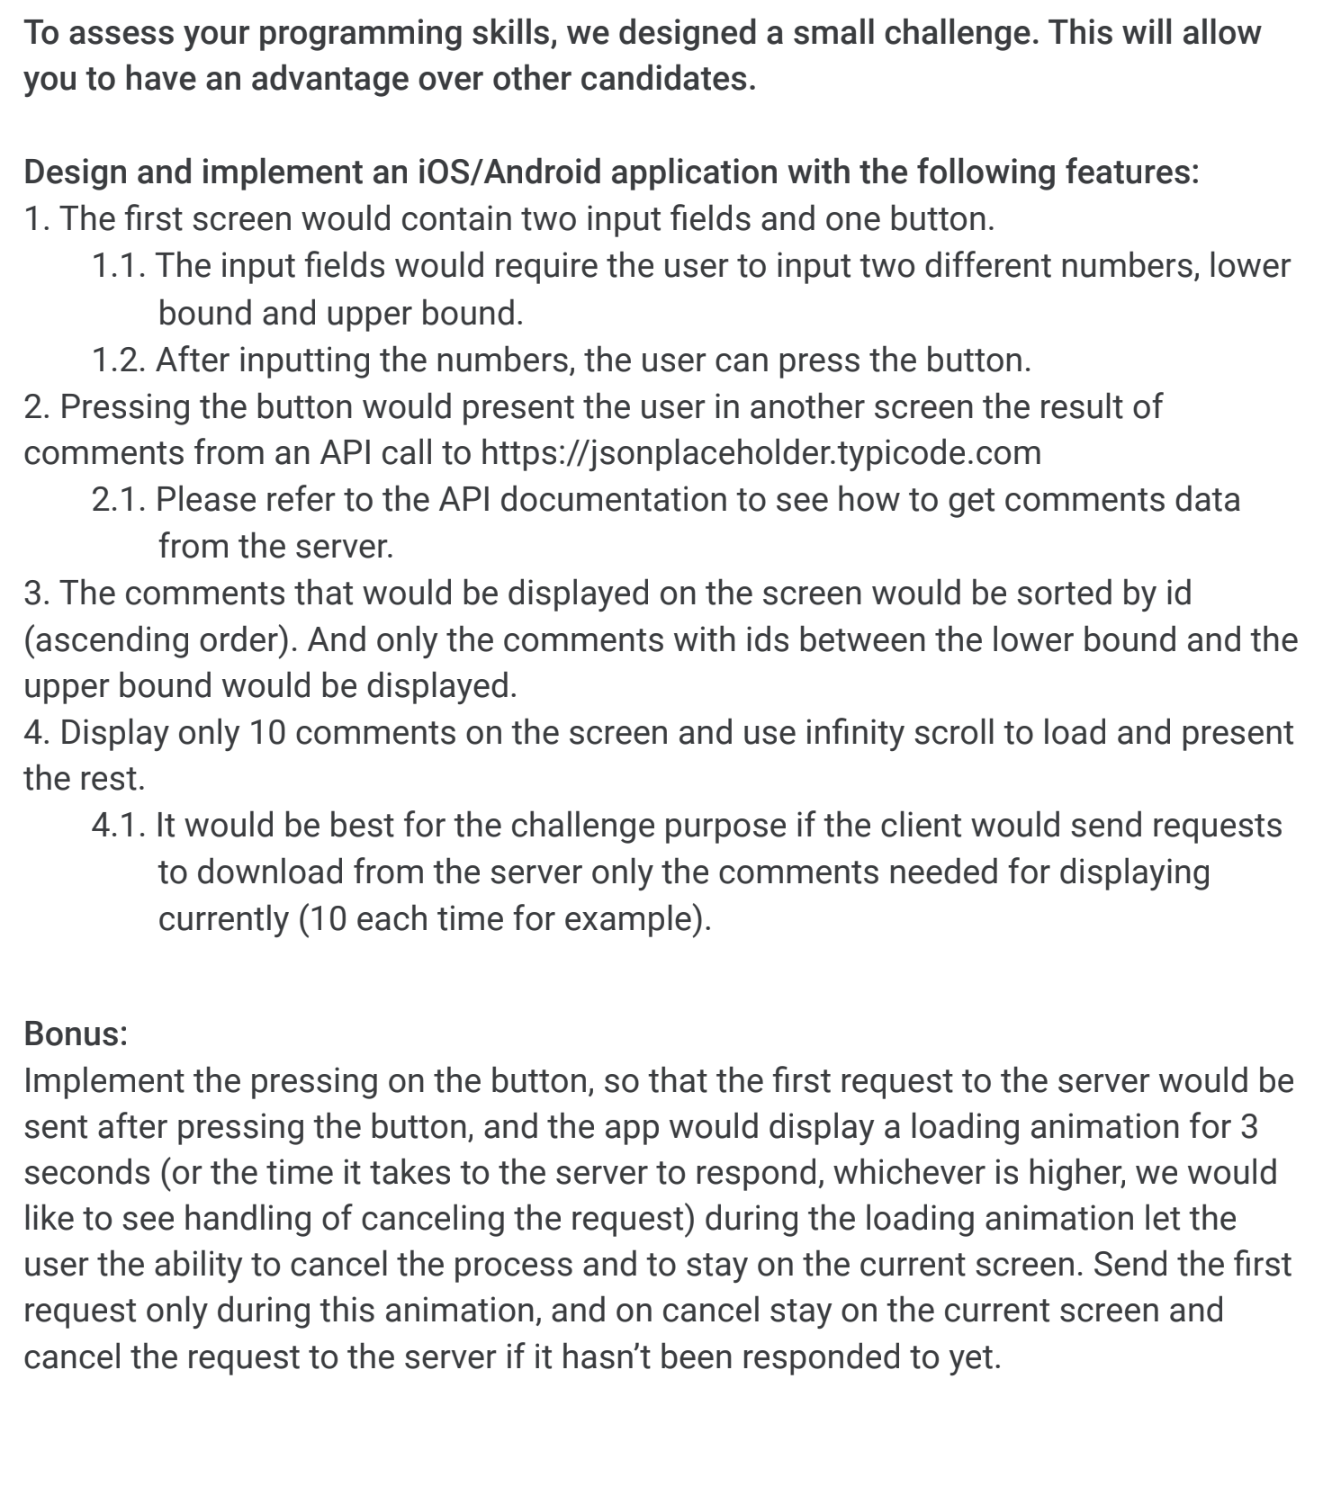 To assess your programming skills, we designed a small challenge. This will allow
you to have an advantage over other candidates.
Design and implement an iOS/Android application with the following features:
1. The first screen would contain two input fields and one button.
1.1. The input fields would require the user to input two different numbers, lower
bound and upper bound.
1.2. After inputting the numbers, the user can press the button.
2. Pressing the button would present the user in another screen the result of
comments from an API call to https://jsonplaceholder.typicode.com
2.1. Please refer to the API documentation to see how to get comments data
from the server.
3. The comments that would be displayed on the screen would be sorted by id
(ascending order). And only the comments with ids between the lower bound and the
upper bound would be displayed.
4. Display only 10 comments on the screen and use infinity scroll to load and present
the rest.
4.1. It would be best for the challenge purpose if the client would send requests
to download from the server only the comments needed for displaying
currently (10 each time for example).
Bonus:
Implement the pressing on the button, so that the first request to the server would be
sent after pressing the button, and the app would display a loading animation for 3
seconds (or the time it takes to the server to respond, whichever is higher, we would
like to see handling of canceling the request) during the loading animation let the
user the ability to cancel the process and to stay on the current screen. Send the first
request only during this animation, and on cancel stay on the current screen and
cancel the request to the server if it hasn’t been responded to yet.